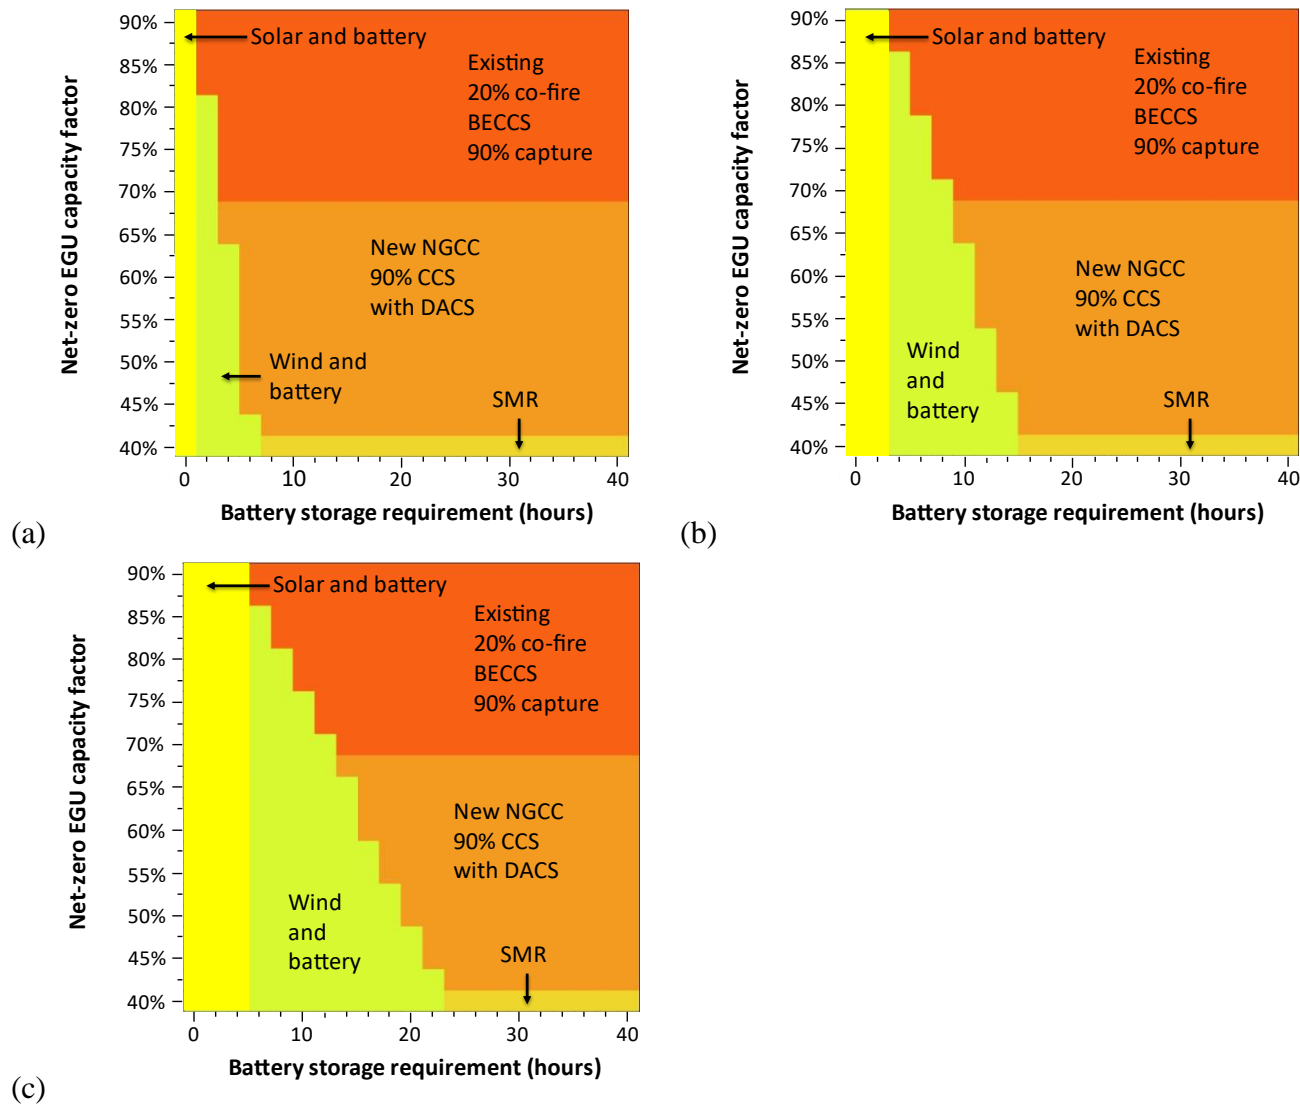 Net-zero EGU capacity factor
90%
85%
80%
75%
70%
65%
60%
55%
50%
45%
40%
Solar and battery
Existing
20% co-fire
BECCS
90% capture
New NGCC
90% CCS
with DACS
Wind and
battery
SMR
0
10
20
30
40
Battery storage requirement (hours)
(a)
Net-zero EGU capacity factor
90%
85%
80%
75%
70%
65%
60%
55%
50%
45%
40%
Solar and battery
Existing
20% co-fire
BECCS
90% capture
New NGCC
90% CCS
with DACS
Wind
and
battery
SMR
0
10
20
30
40
Battery storage requirement (hours)
(b)
Net-zero EGU capacity factor
90%
85%
80%
75%
70%
65%
60%
55%
50%
45%
40%
Solar and battery
Existing
20% co-fire
BECCS
90% capture
New NGCC
90% CCS
with DACS
Wind
and
battery
SMR
0
10
20
30
40
Battery storage requirement (hours)
(c)